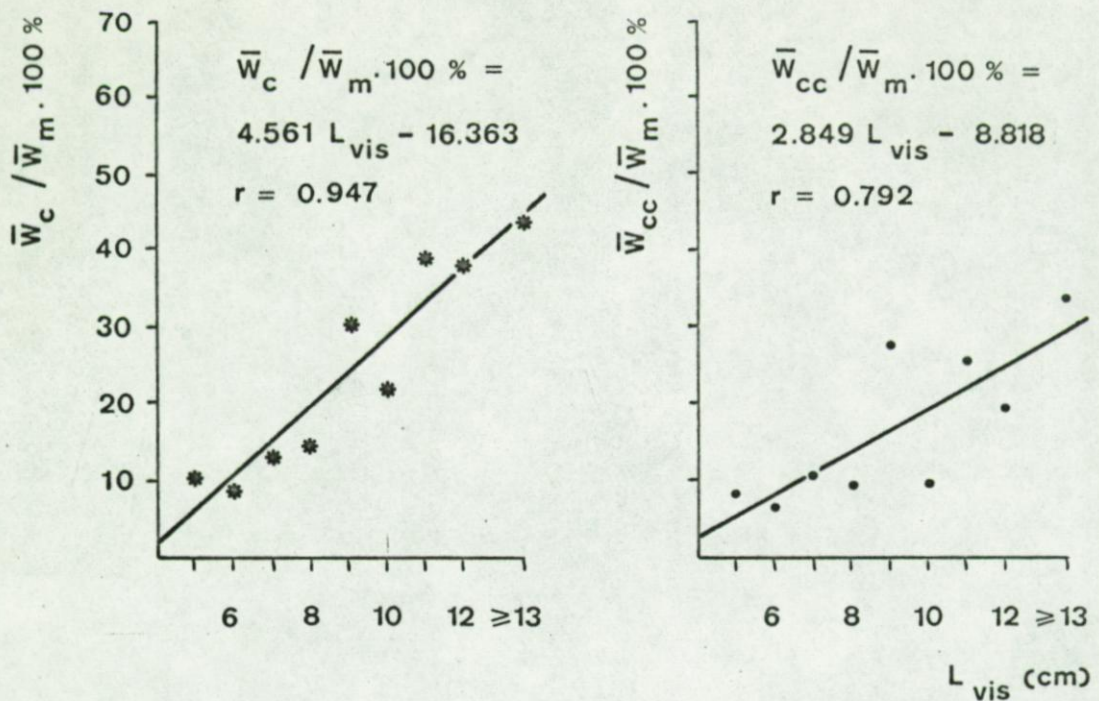 W̅c / W̅m · 100 %
70
60
50
40
30
20
10
W̅c / W̅m · 100 % =
4.561 Lvis - 16.363
r = 0.947
6 8 10 12 ≥13
W̅cc / W̅m · 100 %
W̅cc / W̅m · 100 % =
2.849 Lvis - 8.818
r = 0.792
6 8 10 12 ≥13
Lvis (cm)